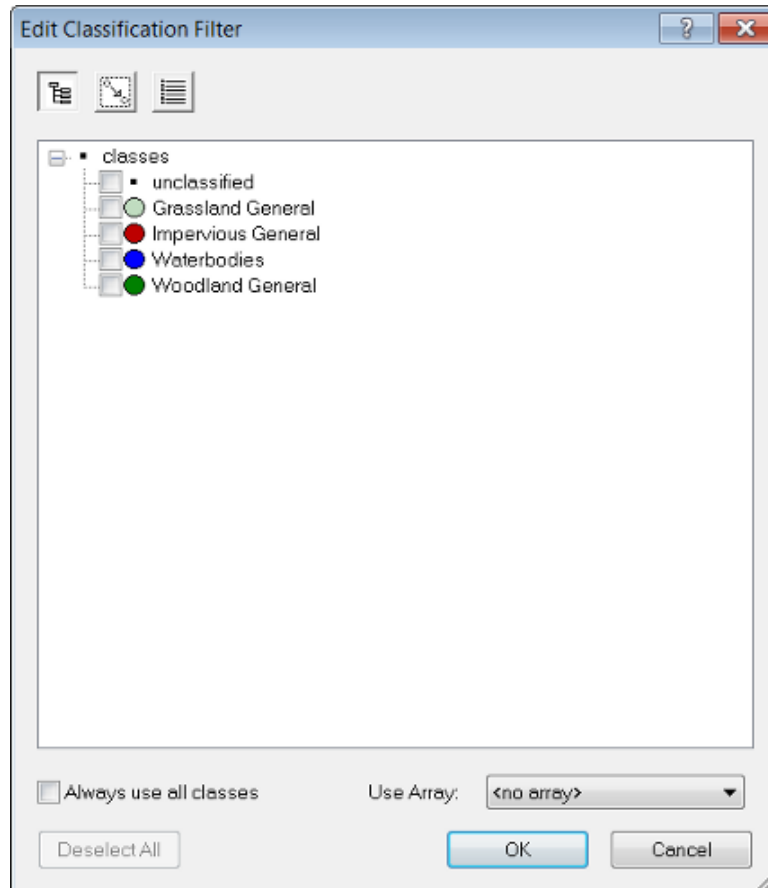 Edit Classification Filter
classes
unclassified
Grassland General
Impervious General
Waterbodies
Woodland General
Always use all classes Use Array: <no array>
Deselect All OK Cancel